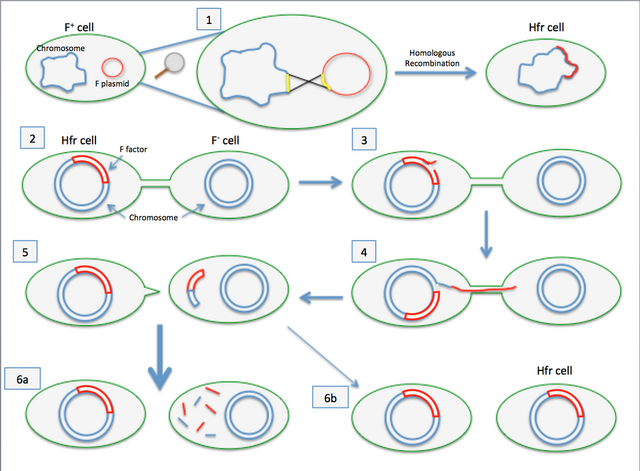 F+ cell
1
Hfr cell
Chromosome
F plasmid
Homologous
Recombination
2
Hfr cell
F- cell
3
F factor
Chromosome
5
4
6a
6b
Hfr cell